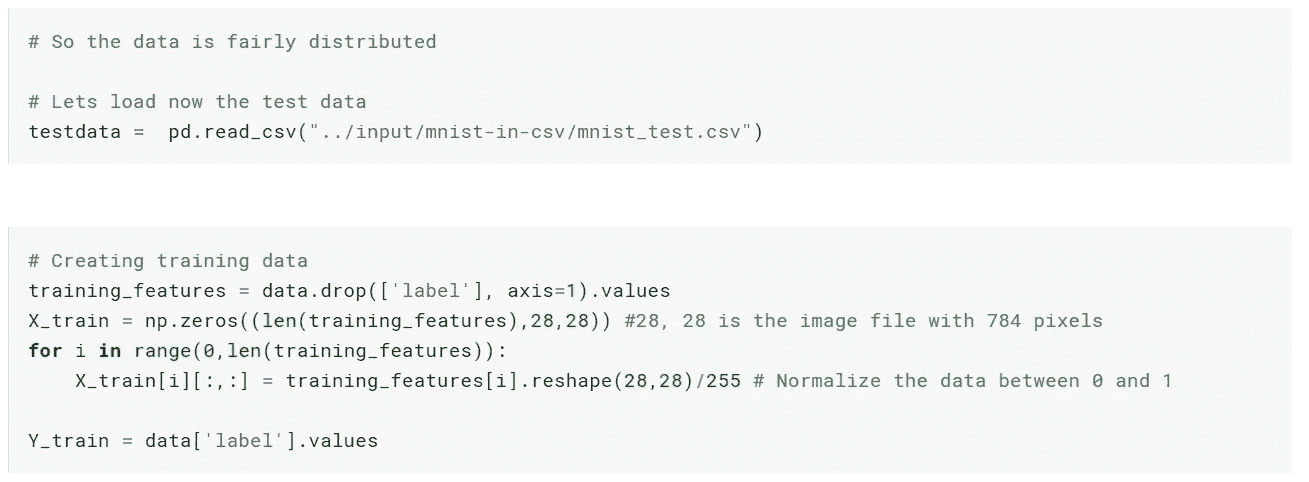 # So the data is fairly distributed
# Lets load now the test data
testdata =  pd.read_csv("../input/mnist-in-csv/mnist_test.csv")
# Creating training data
training_features = data.drop(['label'], axis=1).values
X_train = np.zeros((len(training_features),28,28)) #28, 28 is the image file with 784 pixels
for i in range(0,len(training_features)):
    X_train[i][:,:] = training_features[i].reshape(28,28)/255 # Normalize the data between 0 and 1
Y_train = data['label'].values